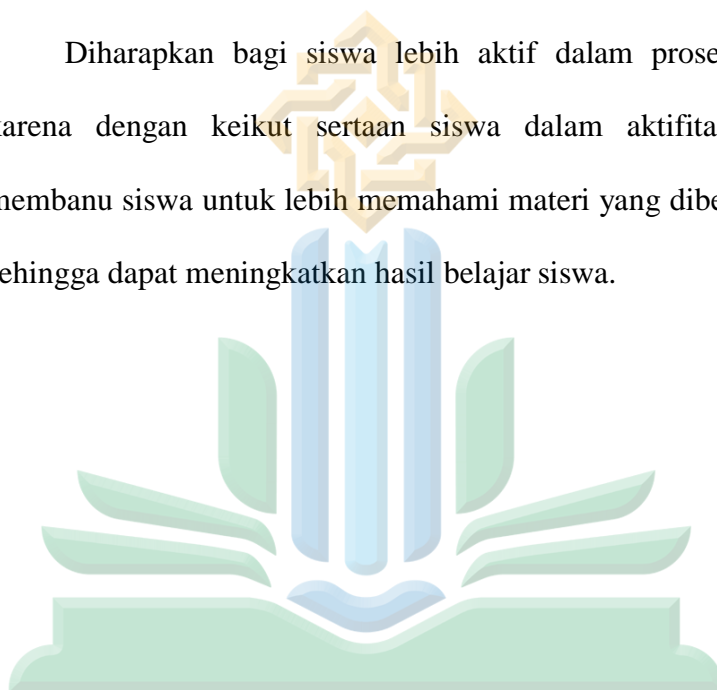 Diharapkan bagi siswa lebih aktif dalam prose
karena dengan keikut sertaan siswa dalam aktifita
membanu siswa untuk lebih memahami materi yang dibe
sehingga dapat meningkatkan hasil belajar siswa.